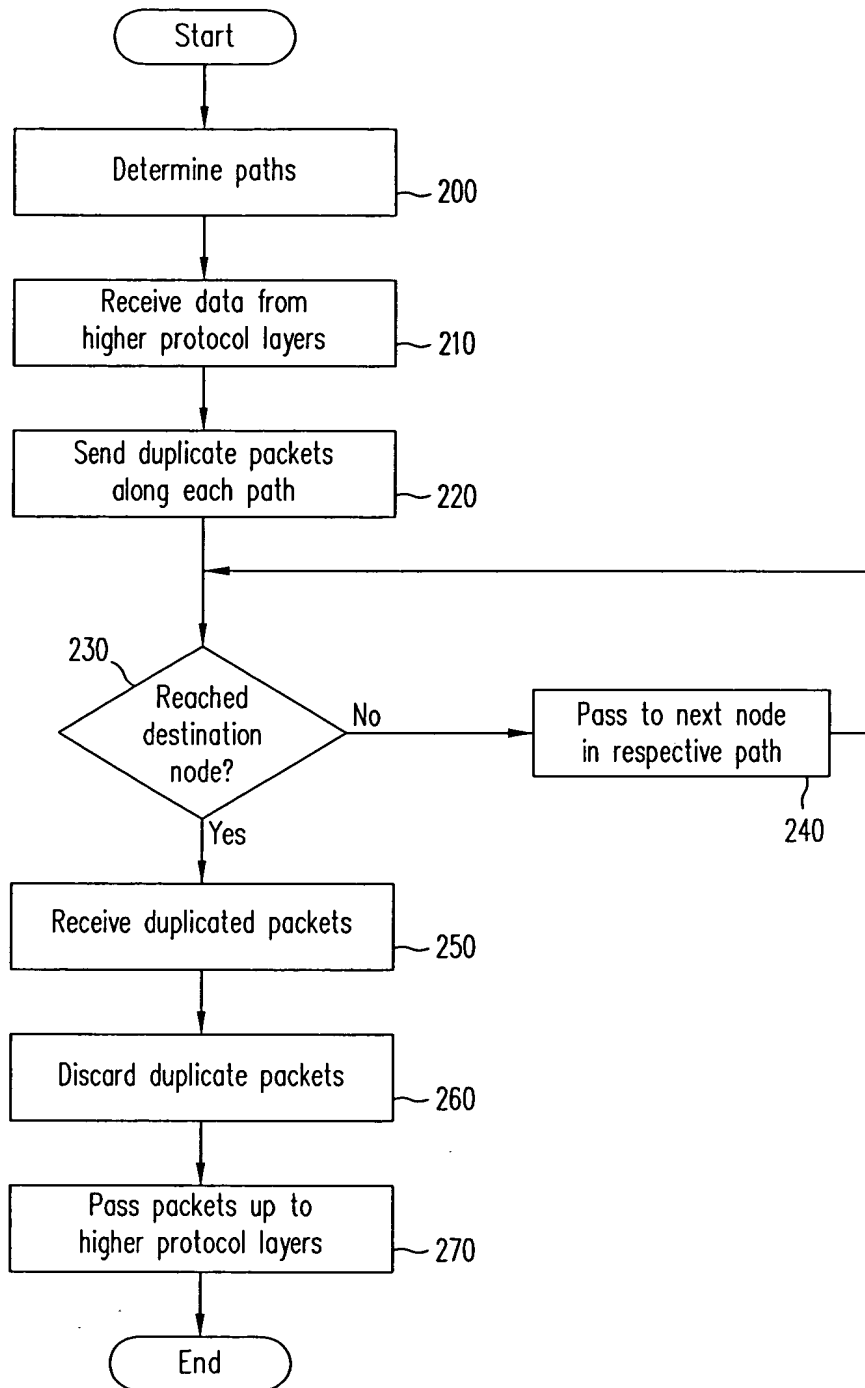 Start
Determine paths
200
Receive data from
higher protocol layers
210
Send duplicate packets
along each path
220
230
Reached
destination
node?
No
Pass to next node
in respective path
240
Yes
Receive duplicated packets
250
Discard duplicate packets
260
Pass packets up to
higher protocol layers
270
End